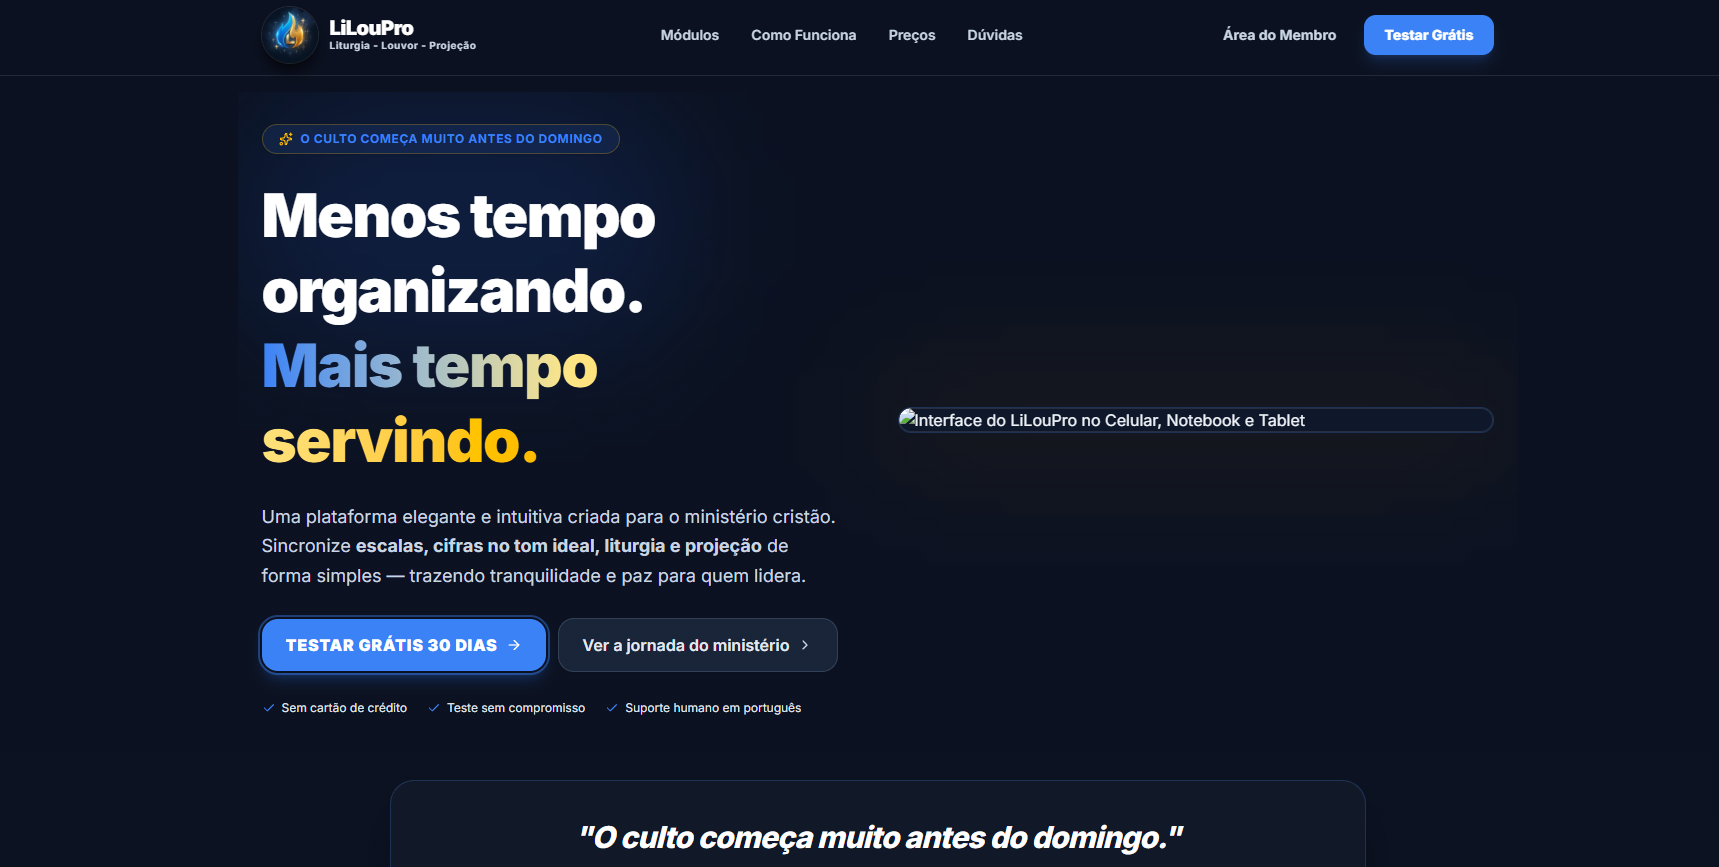 LiLouPro
Liturgia - Louvor - Projeção
Módulos
Como Funciona
Preços
Dúvidas
Área do Membro
Testar Grátis
O CULTO COMEÇA MUITO ANTES DO DOMINGO
Menos tempo
organizando.
Mais tempo
servindo.
Uma plataforma elegante e intuitiva criada para o ministério cristão.
Sincronize escalas, cifras no tom ideal, liturgia e projeção de
forma simples — trazendo tranquilidade e paz para quem lidera.
Interface do LiLouPro no Celular, Notebook e Tablet
TESTAR GRÁTIS 30 DIAS
Ver a jornada do ministério
Sem cartão de crédito
Teste sem compromisso
Suporte humano em português
"O culto começa muito antes do domingo."